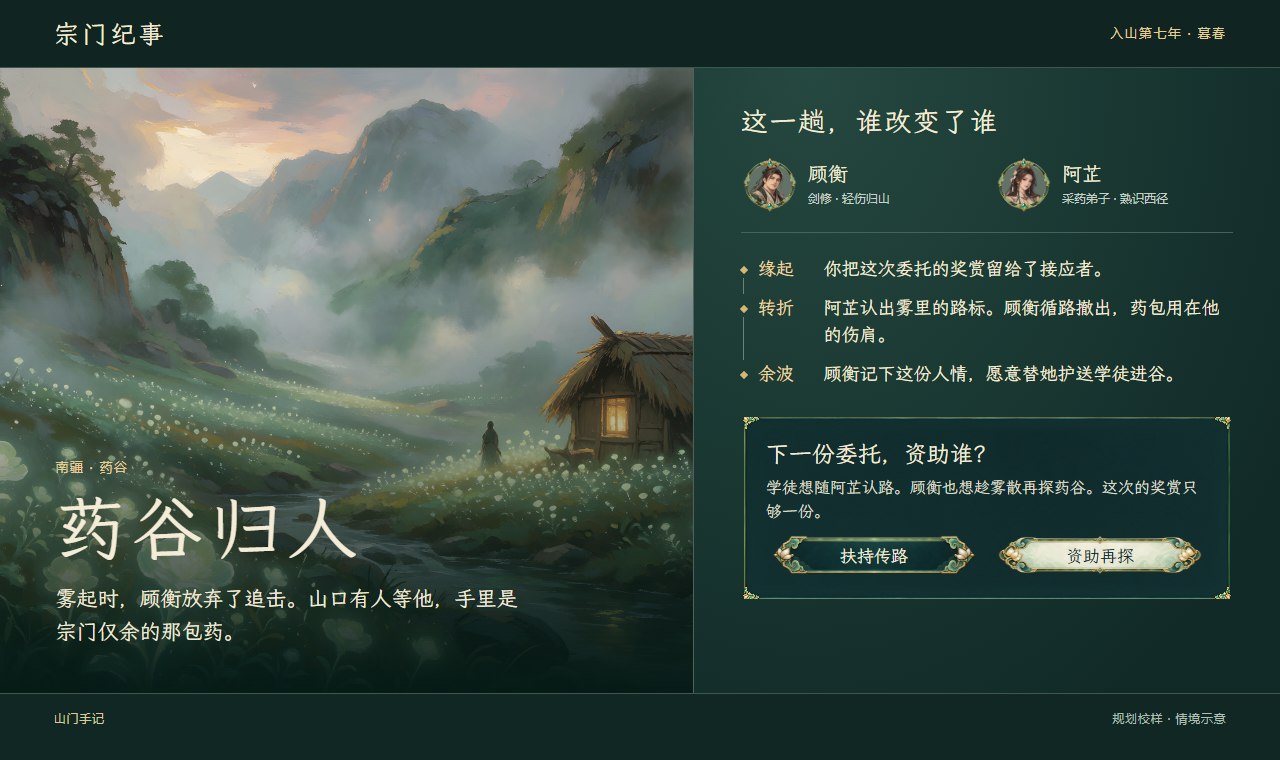 宗门纪事
入山第七年 · 暮春
南疆 · 药谷
药谷归人
雾起时，顾衡放弃了追击。山口有人等他，手里是
宗门仅余的那包药。
这一趟，谁改变了谁
顾衡
剑修 · 轻伤归山
阿芷
采药弟子 · 熟识西径
缘起 你把这次委托的奖赏留给了接应者。
转折 阿芷认出雾里的路标。顾衡循路撤出，药包用在他
的伤肩。
余波 顾衡记下这份人情，愿意替她护送学徒进谷。
下一份委托，资助谁？
学徒想随阿芷认路。顾衡也想趁雾散再探药谷。这次的奖赏只
够一份。
扶持传路
资助再探
山门手记
规划校样 · 情境示意